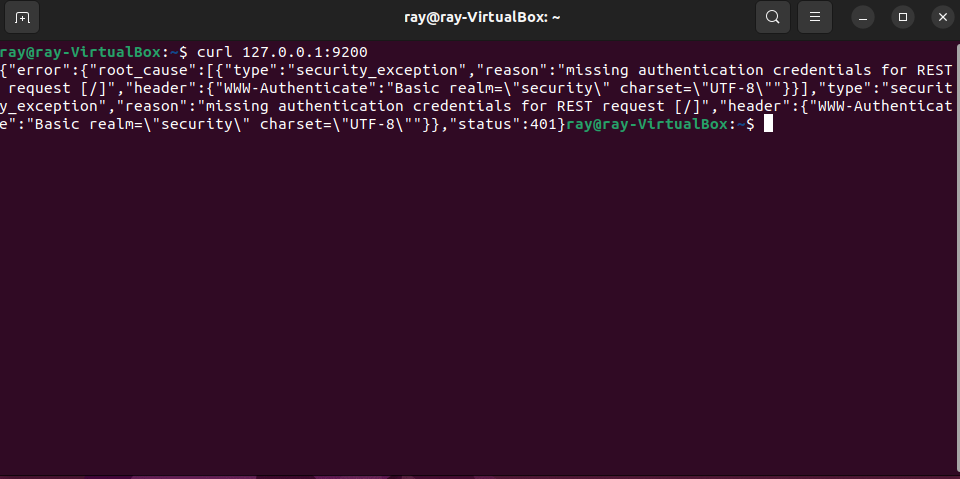 ray@ray-VirtualBox: ~
ray@ray-VirtualBox:~$ curl 127.0.0.1:9200
{"error":{"root_cause":[{"type":"security_exception","reason":"missing authentication credentials for REST
 request [/]","header":{"WWW-Authenticate":"Basic realm=\"security\" charset=\"UTF-8\""}}],"type":"securit
y_exception","reason":"missing authentication credentials for REST request [/]","header":{"WWW-Authenticat
e":"Basic realm=\"security\" charset=\"UTF-8\""}},"status":401}ray@ray-VirtualBox:~$